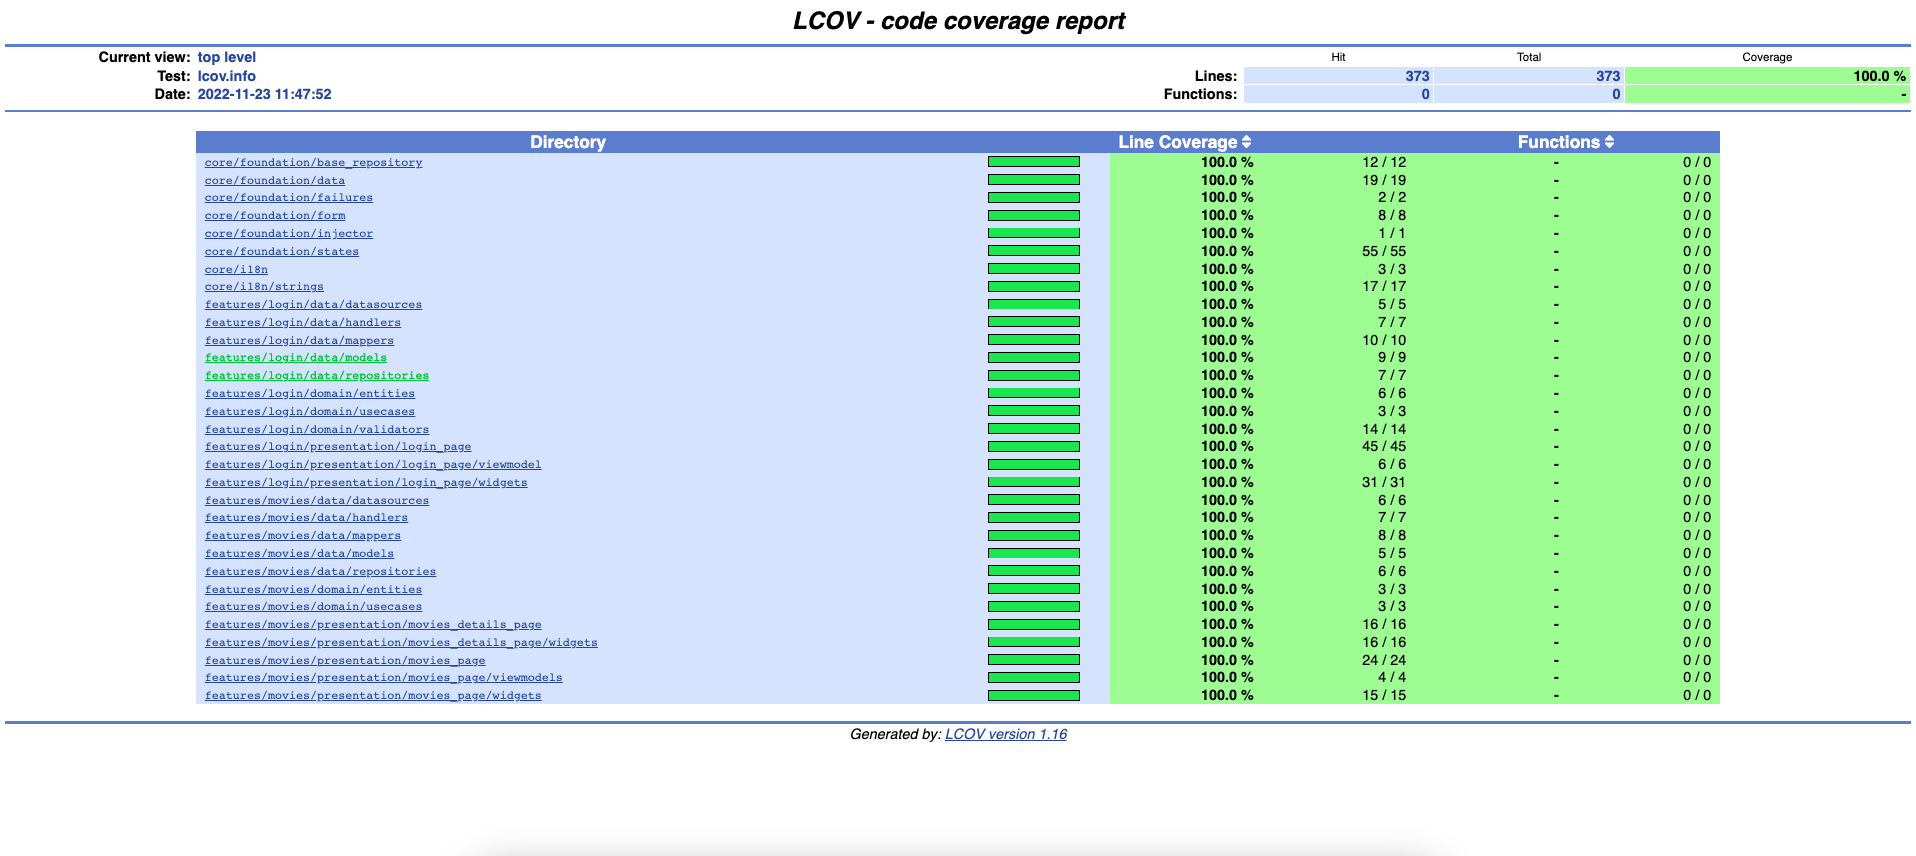 LCOV - code coverage report
Current view: top level
Hit Total Coverage
Test: lcov.info Lines: 373 373 100.0 %
Date: 2022-11-23 11:47:52 Functions: 0 0 -
Directory Line Coverage Functions
core/foundation/base_repository 100.0 % 12 / 12 - 0 / 0
core/foundation/data 100.0 % 19 / 19 - 0 / 0
core/foundation/failures 100.0 % 2 / 2 - 0 / 0
core/foundation/form 100.0 % 8 / 8 - 0 / 0
core/foundation/injector 100.0 % 1 / 1 - 0 / 0
core/foundation/states 100.0 % 55 / 55 - 0 / 0
core/i18n 100.0 % 3 / 3 - 0 / 0
core/i18n/strings 100.0 % 17 / 17 - 0 / 0
features/login/data/datasources 100.0 % 5 / 5 - 0 / 0
features/login/data/handlers 100.0 % 7 / 7 - 0 / 0
features/login/data/mappers 100.0 % 10 / 10 - 0 / 0
features/login/data/models 100.0 % 9 / 9 - 0 / 0
features/login/data/repositories 100.0 % 7 / 7 - 0 / 0
features/login/domain/entities 100.0 % 6 / 6 - 0 / 0
features/login/domain/usecases 100.0 % 3 / 3 - 0 / 0
features/login/domain/validators 100.0 % 14 / 14 - 0 / 0
features/login/presentation/login_page 100.0 % 45 / 45 - 0 / 0
features/login/presentation/login_page/viewmodel 100.0 % 6 / 6 - 0 / 0
features/login/presentation/login_page/widgets 100.0 % 31 / 31 - 0 / 0
features/movies/data/datasources 100.0 % 6 / 6 - 0 / 0
features/movies/data/handlers 100.0 % 7 / 7 - 0 / 0
features/movies/data/mappers 100.0 % 8 / 8 - 0 / 0
features/movies/data/models 100.0 % 5 / 5 - 0 / 0
features/movies/data/repositories 100.0 % 6 / 6 - 0 / 0
features/movies/domain/entities 100.0 % 3 / 3 - 0 / 0
features/movies/domain/usecases 100.0 % 3 / 3 - 0 / 0
features/movies/presentation/movies_details_page 100.0 % 16 / 16 - 0 / 0
features/movies/presentation/movies_details_page/widgets 100.0 % 16 / 16 - 0 / 0
features/movies/presentation/movies_page 100.0 % 24 / 24 - 0 / 0
features/movies/presentation/movies_page/viewmodels 100.0 % 4 / 4 - 0 / 0
features/movies/presentation/movies_page/widgets 100.0 % 15 / 15 - 0 / 0
Generated by: LCOV version 1.16